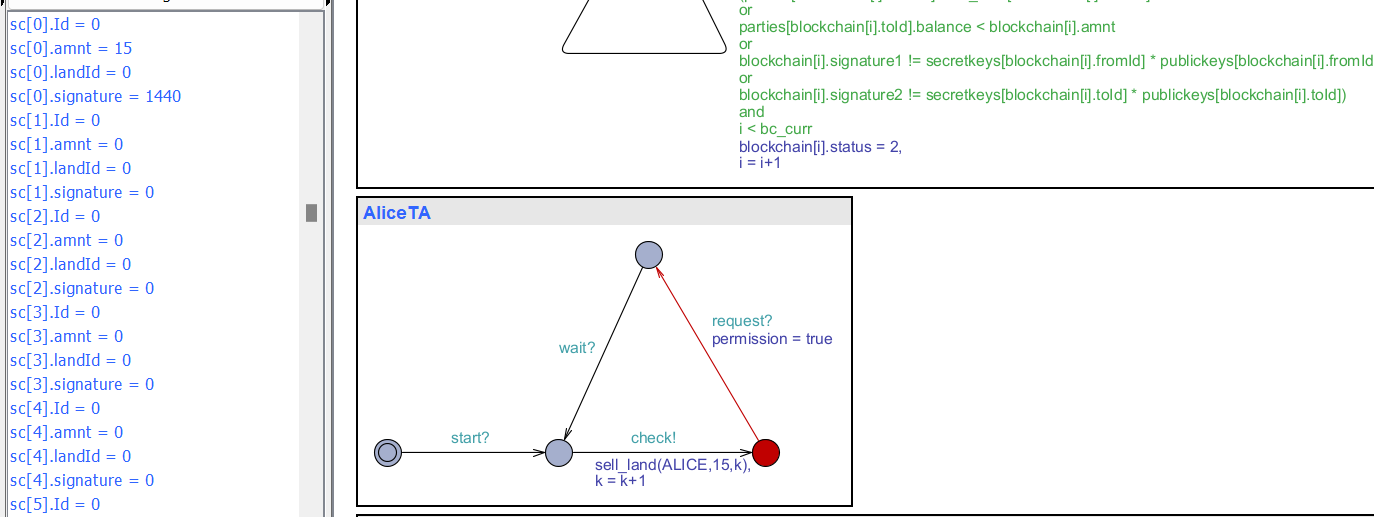 sc[0].Id = 0
sc[0].amnt = 15
sc[0].landId = 0
sc[0].signature = 1440
sc[1].Id = 0
sc[1].amnt = 0
sc[1].landId = 0
sc[1].signature = 0
sc[2].Id = 0
sc[2].amnt = 0
sc[2].landId = 0
sc[2].signature = 0
sc[3].Id = 0
sc[3].amnt = 0
sc[3].landId = 0
sc[3].signature = 0
sc[4].Id = 0
sc[4].amnt = 0
sc[4].landId = 0
sc[4].signature = 0
sc[5].Id = 0
or
parties[blockchain[i].toId].balance < blockchain[i].amnt
or
blockchain[i].signature1 != secretkeys[blockchain[i].fromId] * publickeys[blockchain[i].fromId
or
blockchain[i].signature2 != secretkeys[blockchain[i].toId] * publickeys[blockchain[i].toId])
and
i < bc_curr
blockchain[i].status = 2,
i = i+1
AliceTA
request?
permission = true
wait?
start?
check!
sell_land(ALICE,15,k),
k = k+1